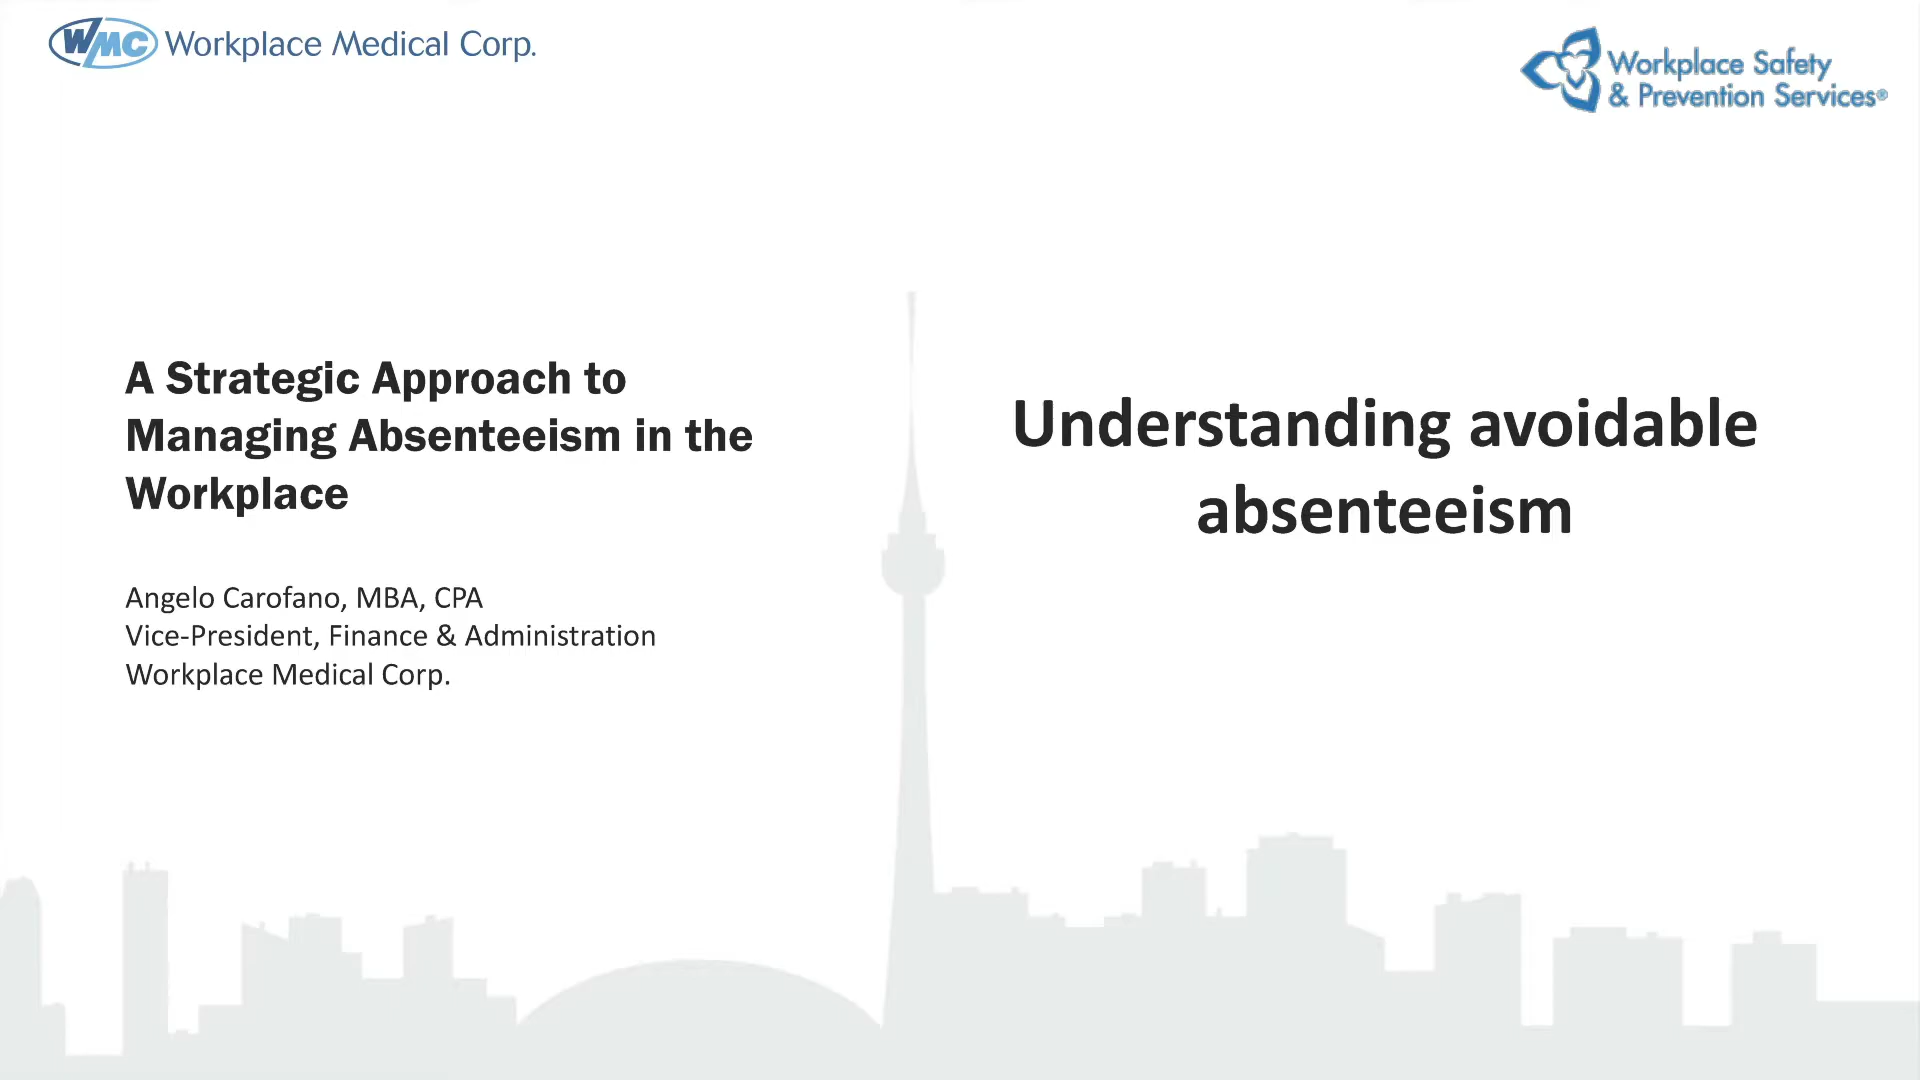 WMC Workplace Medical Corp.
Workplace Safety
& Prevention Services®
A Strategic Approach to
Managing Absenteeism in the
Workplace
Angelo Carofano, MBA, CPA
Vice-President, Finance & Administration
Workplace Medical Corp.
Understanding avoidable
absenteeism